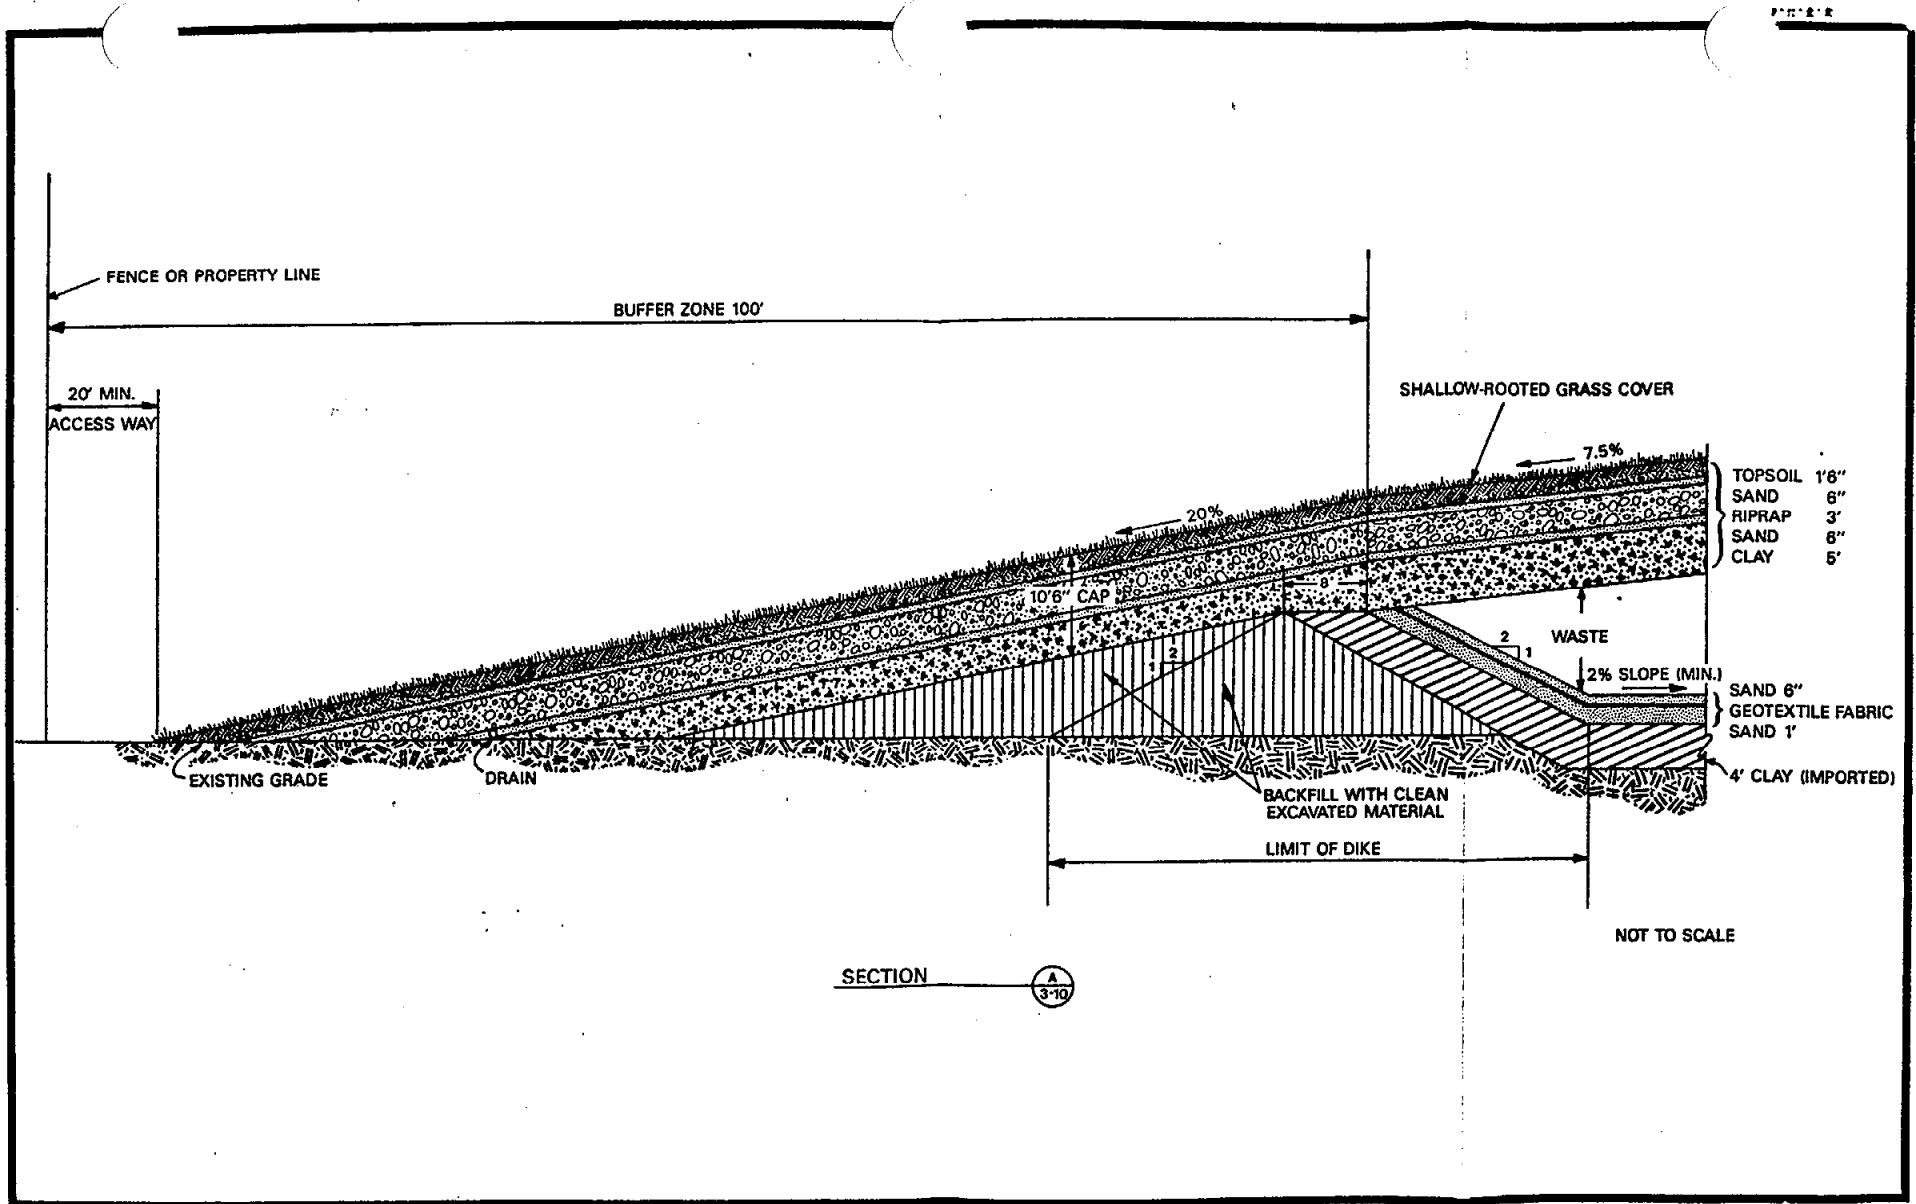 FENCE OR PROPERTY LINE
BUFFER ZONE 100'
20' MIN.
ACCESS WAY
SHALLOW-ROOTED GRASS COVER
7.5%
20%
TOPSOIL 1'6"
SAND 6"
RIPRAP 3'
SAND 6"
CLAY 5'
10'6" CAP
8'
2
1
WASTE
2
1
2% SLOPE (MIN.)
SAND 6"
GEOTEXTILE FABRIC
SAND 1'
4' CLAY (IMPORTED)
EXISTING GRADE
DRAIN
BACKFILL WITH CLEAN
EXCAVATED MATERIAL
LIMIT OF DIKE
NOT TO SCALE
SECTION
A
3-10